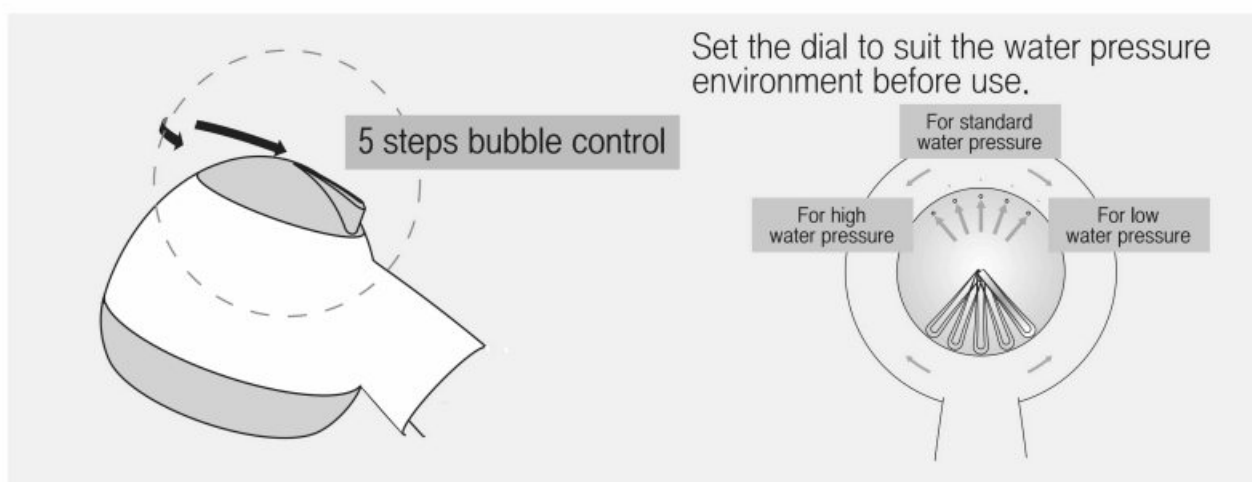 Set the dial to suit the water pressure
environment before use.
5 steps bubble control
For standard
water pressure
For high
water pressure
For low
water pressure